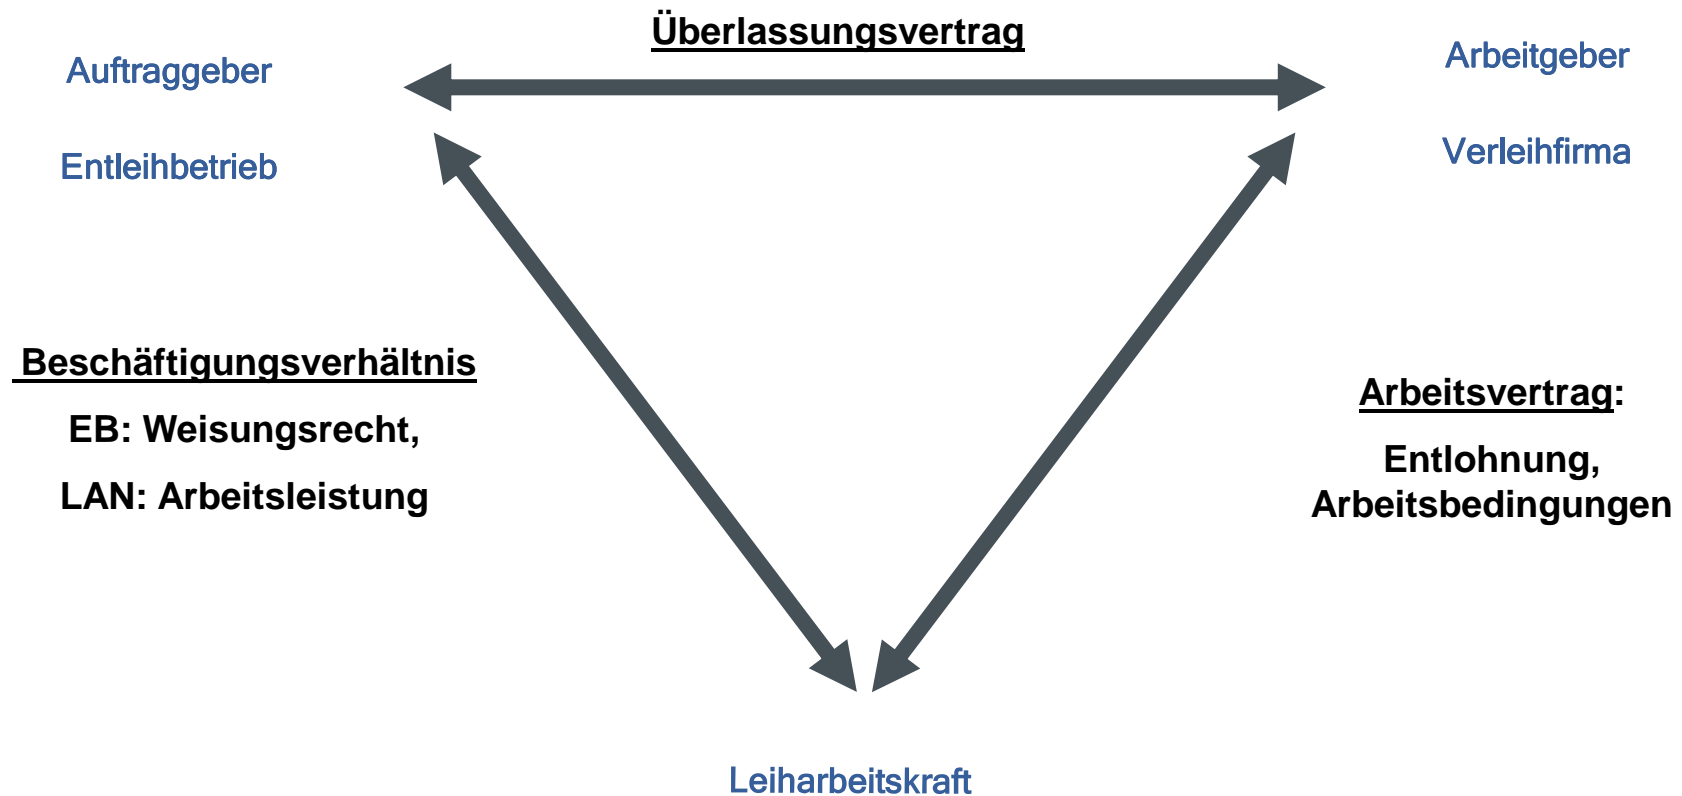 Überlassungsvertrag
Auftraggeber
Entleihbetrieb
Arbeitgeber
Verleihfirma
Beschäftigungsverhältnis
EB: Weisungsrecht,
LAN: Arbeitsleistung
Arbeitsvertrag:
Entlohnung,
Arbeitsbedingungen
Leiharbeitskraft